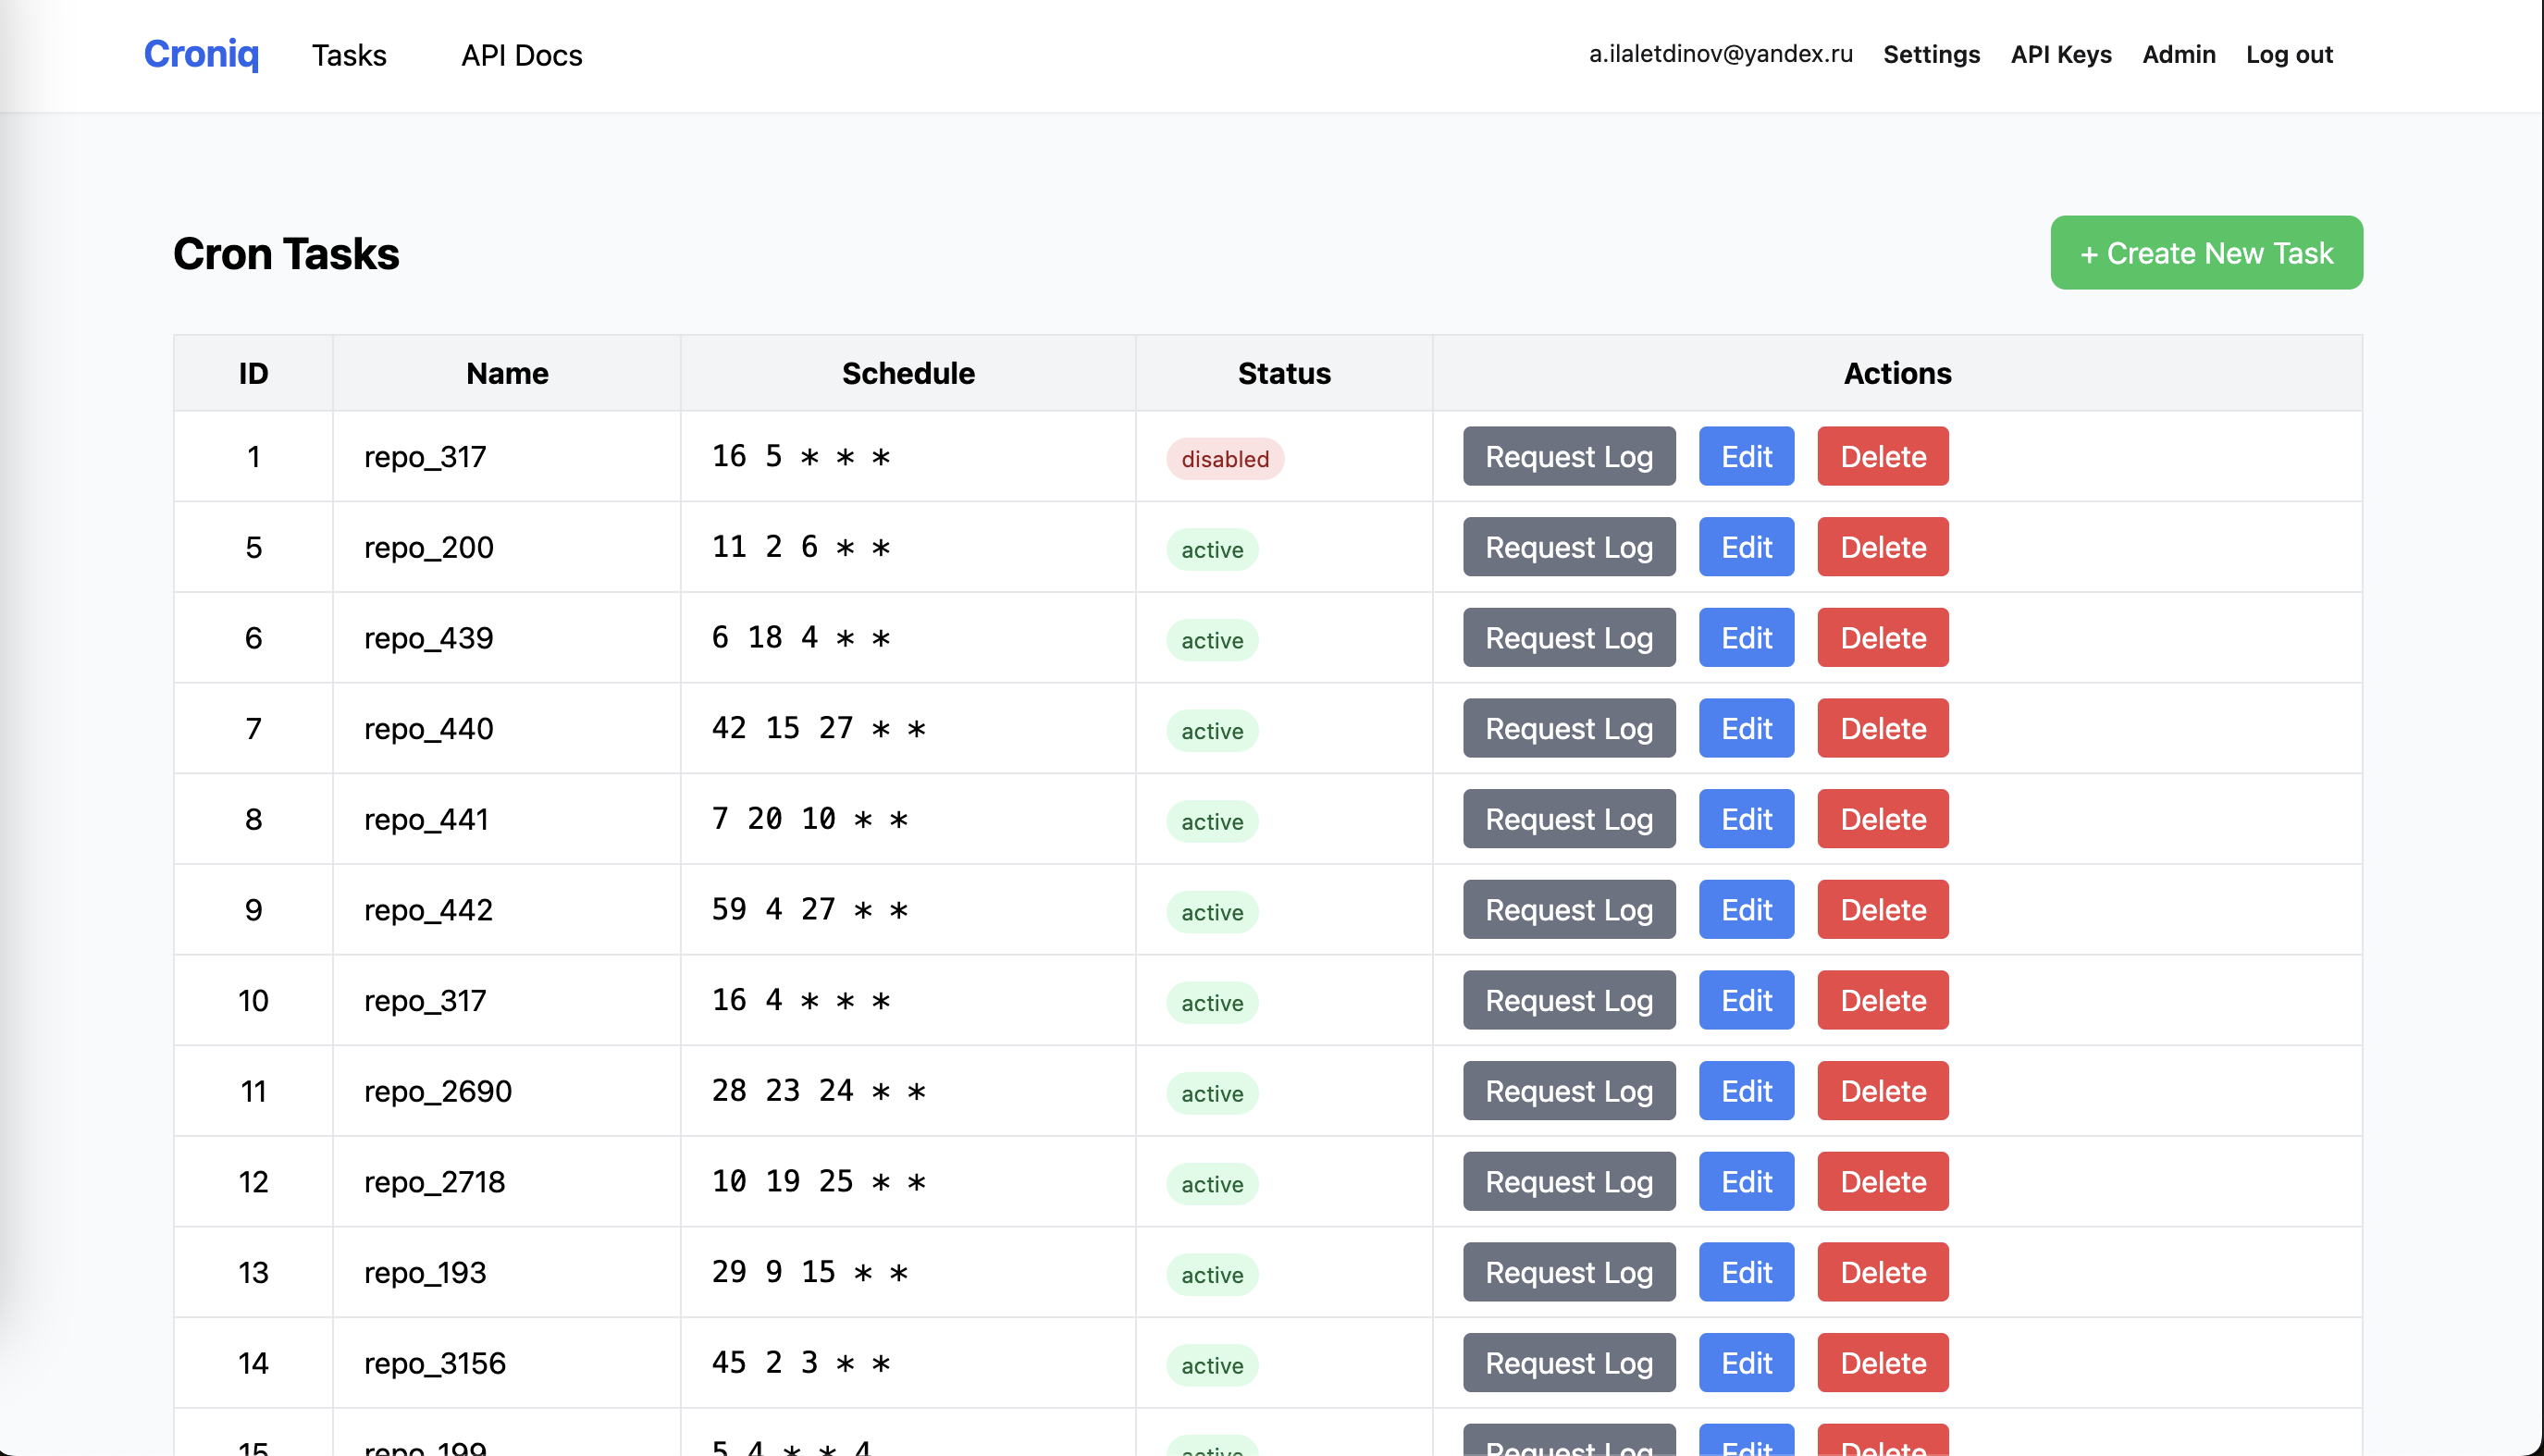 Croniq Tasks API Docs a.ilaletdinov@yandex.ru Settings API Keys Admin Log out
Cron Tasks + Create New Task
ID Name Schedule Status Actions
1 repo_317 16 5 * * * disabled Request Log Edit Delete
5 repo_200 11 2 6 * * active Request Log Edit Delete
6 repo_439 6 18 4 * * active Request Log Edit Delete
7 repo_440 42 15 27 * * active Request Log Edit Delete
8 repo_441 7 20 10 * * active Request Log Edit Delete
9 repo_442 59 4 27 * * active Request Log Edit Delete
10 repo_317 16 4 * * * active Request Log Edit Delete
11 repo_2690 28 23 24 * * active Request Log Edit Delete
12 repo_2718 10 19 25 * * active Request Log Edit Delete
13 repo_193 29 9 15 * * active Request Log Edit Delete
14 repo_3156 45 2 3 * * active Request Log Edit Delete
15 repo_199 5 4 * * 4 active Request Log Edit Delete